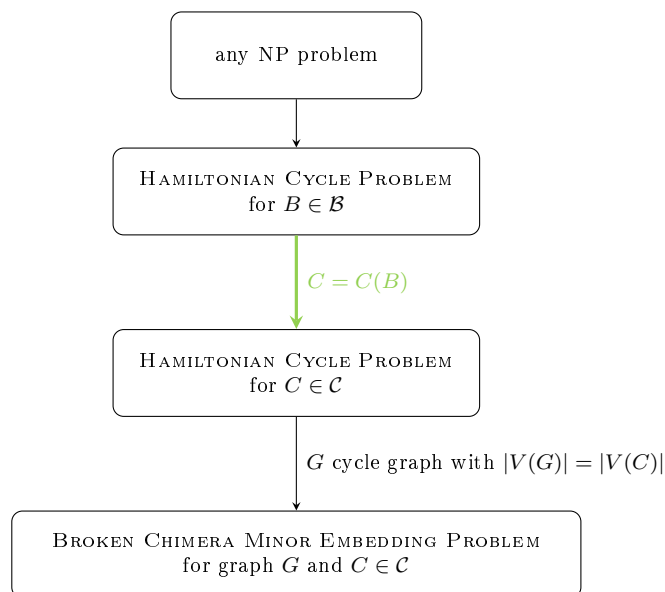 any NP problem
HAMILTONIAN CYCLE PROBLEM
for B ∈ ℬ
C = C(B)
HAMILTONIAN CYCLE PROBLEM
for C ∈ 𝒞
G cycle graph with |V(G)| = |V(C)|
BROKEN CHIMERA MINOR EMBEDDING PROBLEM
for graph G and C ∈ 𝒞